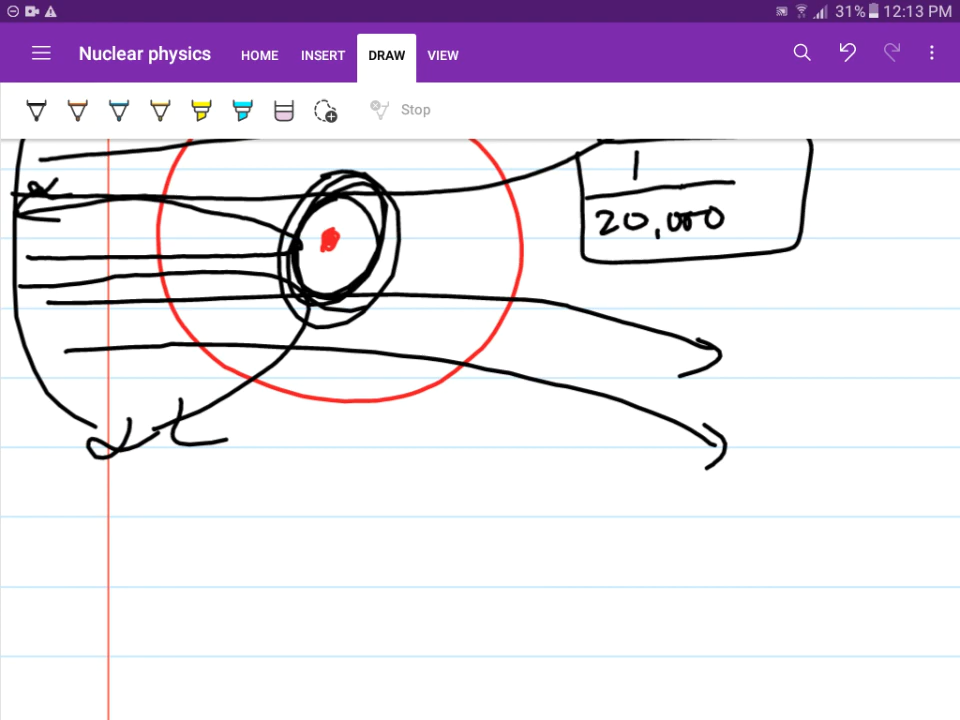 31% 12:13 PM
Nuclear physics HOME INSERT DRAW VIEW
Stop
α
1
20,000